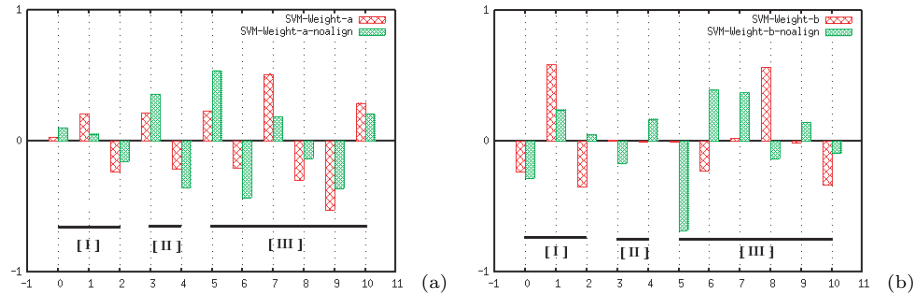 1
SVM-Weight-a
SVM-Weight-a-noalign
0
[ I ]
[ II ]
[ III ]
-1
-1 0 1 2 3 4 5 6 7 8 9 10 11
(a)
1
SVM-Weight-b
SVM-Weight-b-noalign
0
[ I ]
[ II ]
[ III ]
-1
-1 0 1 2 3 4 5 6 7 8 9 10 11
(b)